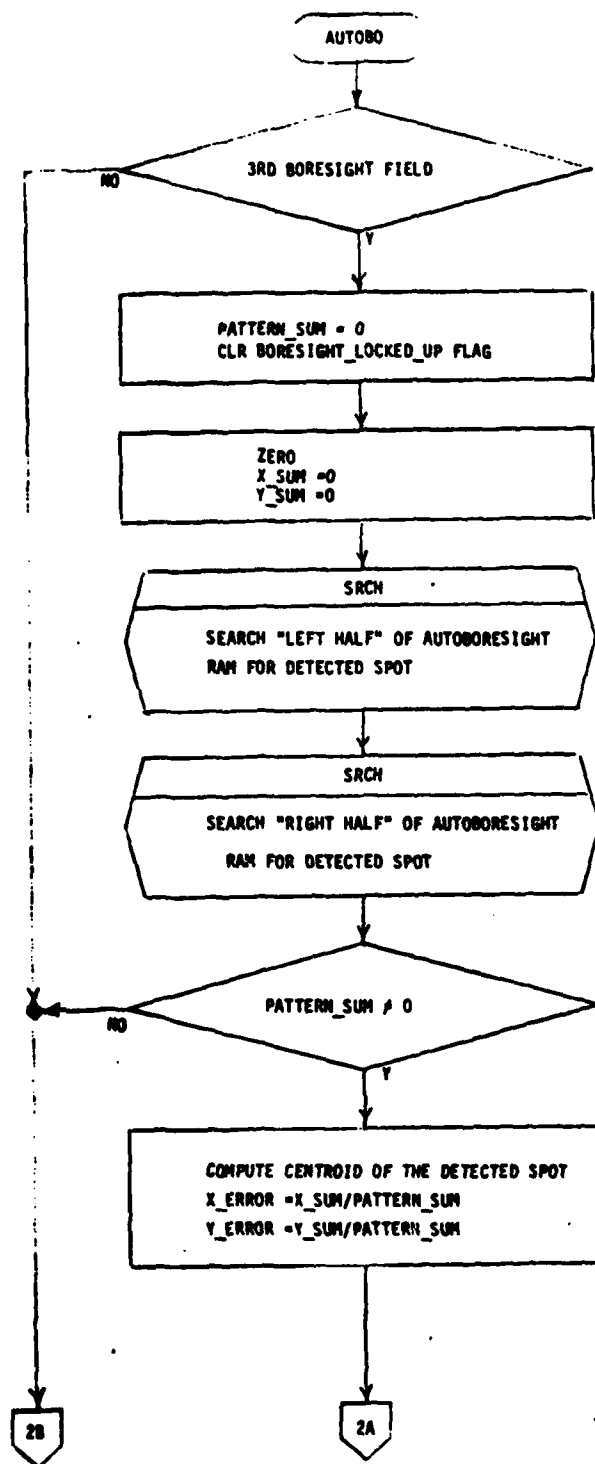 AUTOBO
3RD BORESIGHT FIELD
NO
Y
PATTERN_SUM = 0
CLR BORESIGHT_LOCKED_UP FLAG
ZERO
X_SUM =0
Y_SUM =0
SRCH
SEARCH "LEFT HALF" OF AUTOBORESIGHT
RAM FOR DETECTED SPOT
SRCH
SEARCH "RIGHT HALF" OF AUTOBORESIGHT
RAM FOR DETECTED SPOT
PATTERN_SUM ≠ 0
NO
Y
COMPUTE CENTROID OF THE DETECTED SPOT
X_ERROR =X_SUM/PATTERN_SUM
Y_ERROR =Y_SUM/PATTERN_SUM
2B
2A